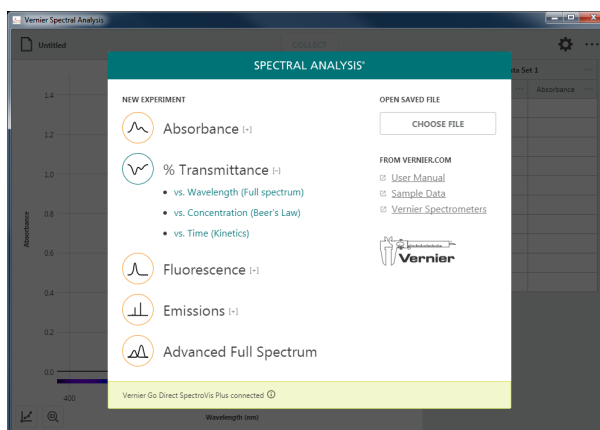 Vernier Spectral Analysis
Untitled
COLLECT
SPECTRAL ANALYSIS®
Set 1
Absorbance
NEW EXPERIMENT
Absorbance [+]
% Transmittance [-]
vs. Wavelength (Full spectrum)
vs. Concentration (Beer's Law)
vs. Time (Kinetics)
Fluorescence [+]
Emissions [+]
Advanced Full Spectrum
OPEN SAVED FILE
CHOOSE FILE
FROM VERNIER.COM
User Manual
Sample Data
Vernier Spectrometers
Vernier
Vernier Go Direct SpectroVis Plus connected
Absorbance
1.4
1.2
1.0
0.8
0.6
0.4
0.2
0.0
400
Wavelength (nm)